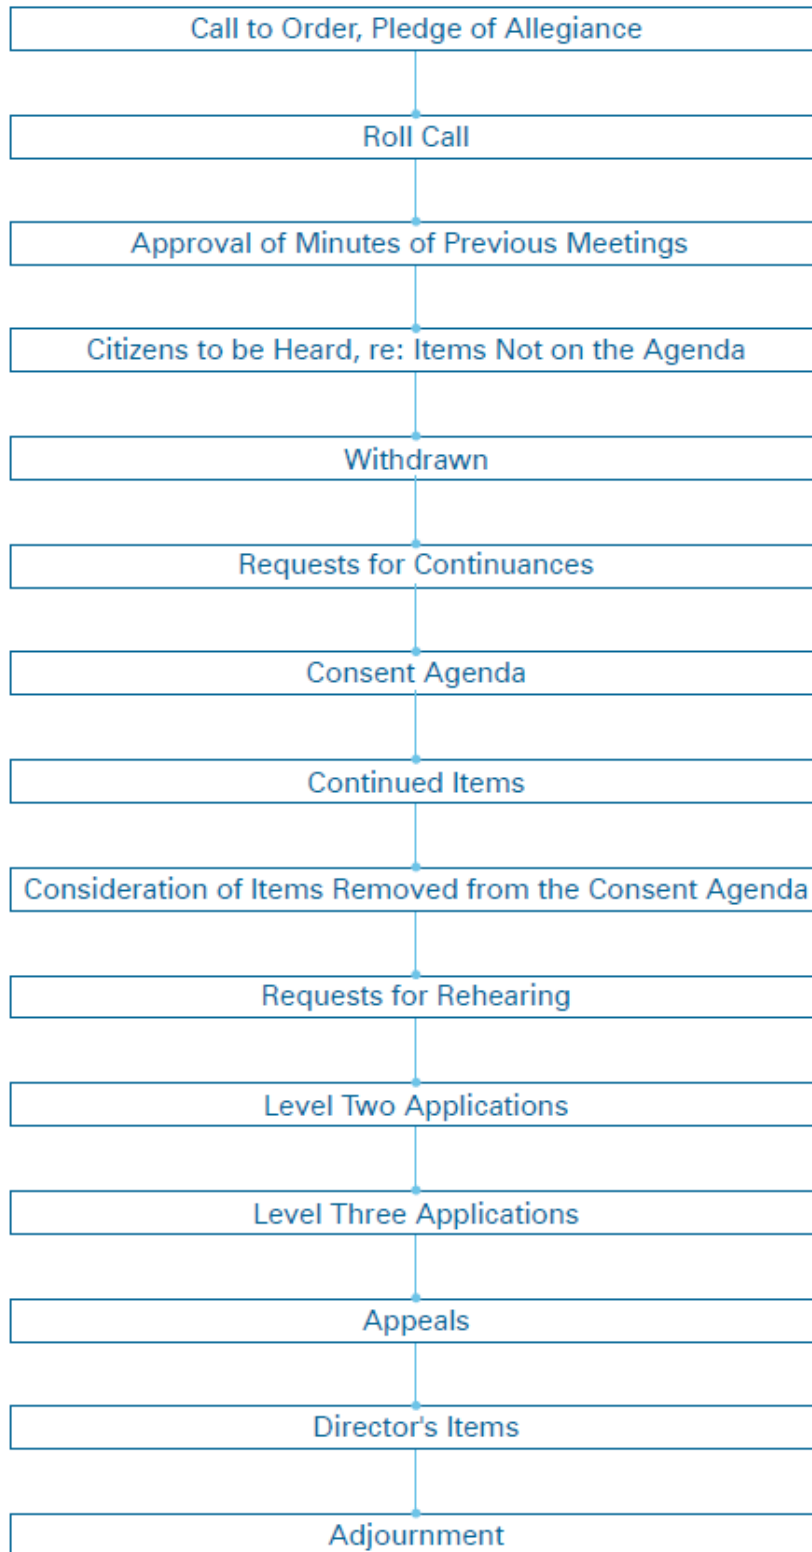 Call to Order, Pledge of Allegiance
Roll Call
Approval of Minutes of Previous Meetings
Citizens to be Heard, re: Items Not on the Agenda
Withdrawn
Requests for Continuances
Consent Agenda
Continued Items
Consideration of Items Removed from the Consent Agenda
Requests for Rehearing
Level Two Applications
Level Three Applications
Appeals
Director's Items
Adjournment